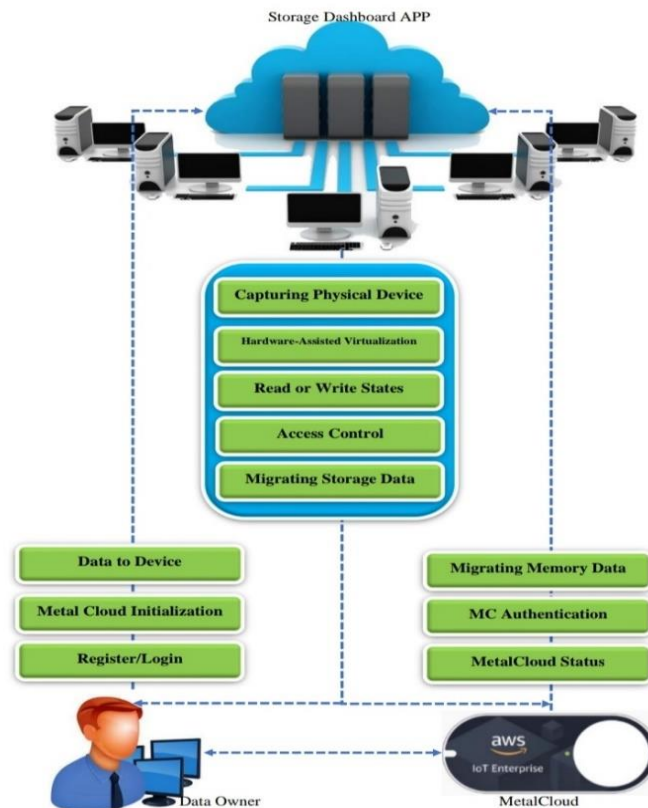 Storage Dashboard APP
Capturing Physical Device
Hardware-Assisted Virtualization
Read or Write States
Access Control
Migrating Storage Data
Data to Device
Metal Cloud Initialization
Register/Login
Migrating Memory Data
MC Authentication
MetalCloud Status
aws
IoT Enterprise
Data Owner
MetalCloud